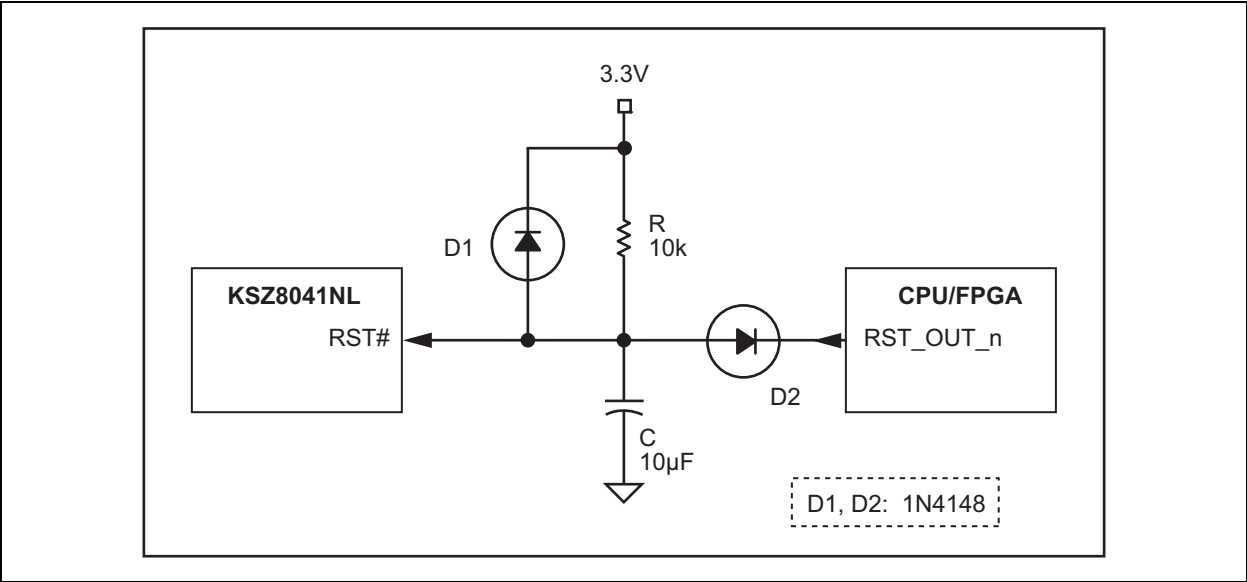 3.3V
R
10k
D1
KSZ8041NL
RST#
CPU/FPGA
RST_OUT_n
D2
C
10µF
D1, D2: 1N4148